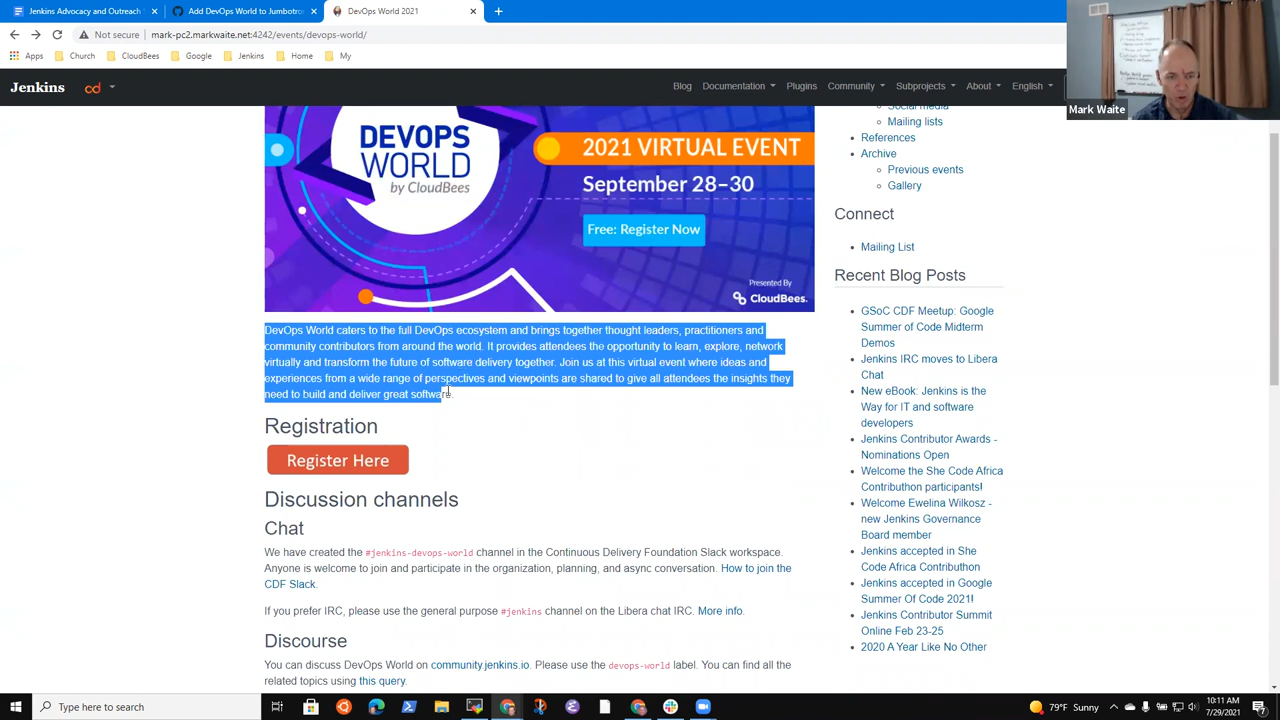 Jenkins Advocacy and Outreach
Add DevOps World to Jumbotro
DevOps World 2021
Not secure
mark-pc2.markwaite.net:4242/events/devops-world/
Apps
Church
CloudBees
Google
Jenkins
Home
My
Mark Waite
Jenkins
cd
Blog
Documentation
Plugins
Community
Subprojects
About
English
DEVOPS
WORLD
by CloudBees
2021 VIRTUAL EVENT
September 28–30
Free: Register Now
Presented By
CloudBees.
DevOps World caters to the full DevOps ecosystem and brings together thought leaders, practitioners and
community contributors from around the world. It provides attendees the opportunity to learn, explore, network
virtually and transform the future of software delivery together. Join us at this virtual event where ideas and
experiences from a wide range of perspectives and viewpoints are shared to give all attendees the insights they
need to build and deliver great software.
Registration
Register Here
Discussion channels
Chat
We have created the #jenkins-devops-world channel in the Continuous Delivery Foundation Slack workspace.
Anyone is welcome to join and participate in the organization, planning, and async conversation. How to join the
CDF Slack.
If you prefer IRC, please use the general purpose #jenkins channel on the Libera chat IRC. More info.
Discourse
You can discuss DevOps World on community.jenkins.io. Please use the devops-world label. You can find all the
related topics using this query.
Social media
Mailing lists
References
Archive
Previous events
Gallery
Connect
Mailing List
Recent Blog Posts
GSoC CDF Meetup: Google
Summer of Code Midterm
Demos
Jenkins IRC moves to Libera
Chat
New eBook: Jenkins is the
Way for IT and software
developers
Jenkins Contributor Awards -
Nominations Open
Welcome the She Code Africa
Contributhon participants!
Welcome Ewelina Wilkosz -
new Jenkins Governance
Board member
Jenkins accepted in She
Code Africa Contributhon
Jenkins accepted in Google
Summer Of Code 2021!
Jenkins Contributor Summit
Online Feb 23-25
2020 A Year Like No Other
Type here to search
79°F Sunny
10:11 AM
7/29/2021